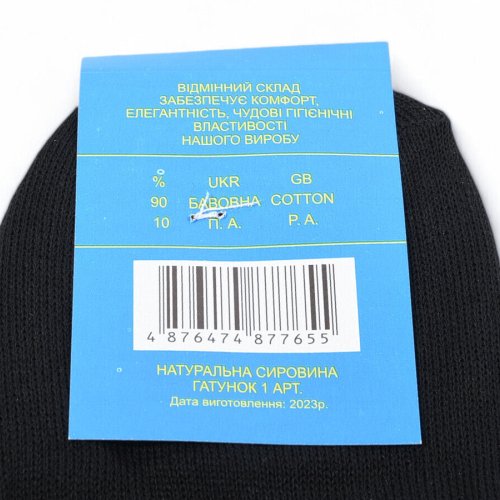 ВІДМІННИЙ СКЛАД
ЗАБЕЗПЕЧУЄ КОМФОРТ,
ЕЛЕГАНТНІСТЬ, ЧУДОВІ ГІГІЄНІЧНІ
ВЛАСТИВОСТІ
НАШОГО ВИРОБУ
% UKR GB
90 БАВОВНА COTTON
10 П. А. P. A.
4 876474 877655
НАТУРАЛЬНА СИРОВИНА
ГАТУНОК 1 АРТ.
Дата виготовлення: 2023р.